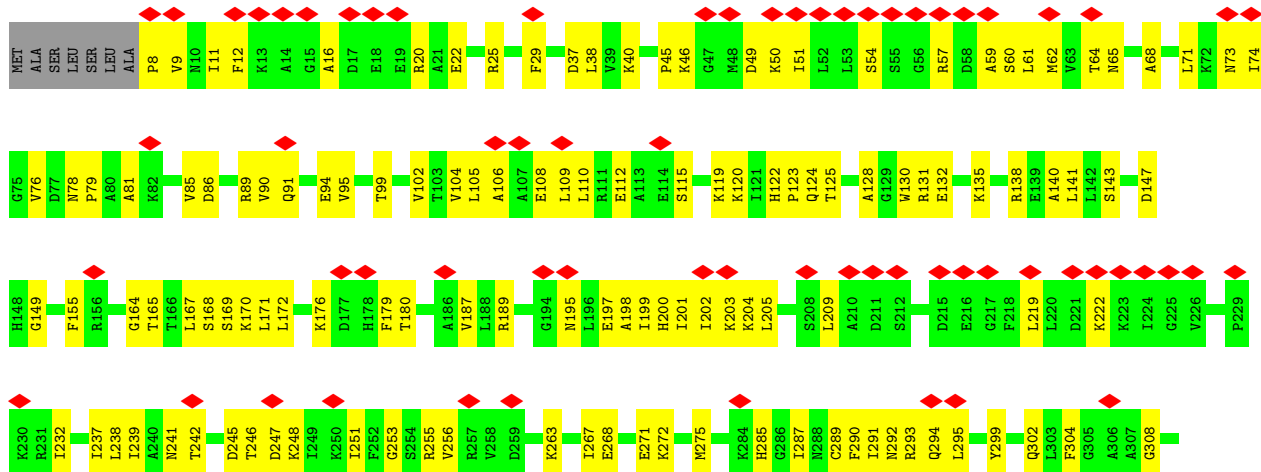 MET ALA SER LEU SER LEU ALA P8 V9 N10 I11 F12 K13 A14 G15 A16 D17 E18 E19 R20 A21 E22 R25 F29 D37 L38 V39 K40 P45 K46 G47 M48 D49 K50 I51 L52 L53 S54 S55 G56 R57 D58 A59 S60 L61 M62 V63 T64 N65 A68 L71 K72 N73 I74
G75 V76 D77 N78 P79 A80 A81 K82 V85 D86 R89 V90 Q91 E94 V95 T99 V102 T103 V104 L105 A106 A107 E108 L109 L110 R111 E112 A113 E114 S115 K119 K120 I121 H122 P123 Q124 T125 A128 G129 W130 R131 E132 K135 R138 E139 A140 L141 L142 S143 D147
H148 G149 F155 R156 G164 T165 T166 L167 S168 S169 K170 L171 L172 K176 D177 H178 F179 T180 A186 V187 L188 R189 G194 N195 L196 E197 A198 I199 H200 I201 I202 K203 K204 L205 S208 L209 A210 D211 S212 D215 E216 G217 F218 L219 L220 D221 K222 K223 I224 G225 V226 P229
K230 R231 I232 I237 L238 I239 A240 N241 T242 D245 T246 D247 K248 I249 K250 I251 F252 G253 S254 R255 V256 R257 V258 D259 K263 I267 E268 E271 K272 M275 K284 H285 G286 I287 N288 C289 F290 I291 N292 R293 Q294 L295 Y299 Q302 L303 F304 G305 A306 A307 G308